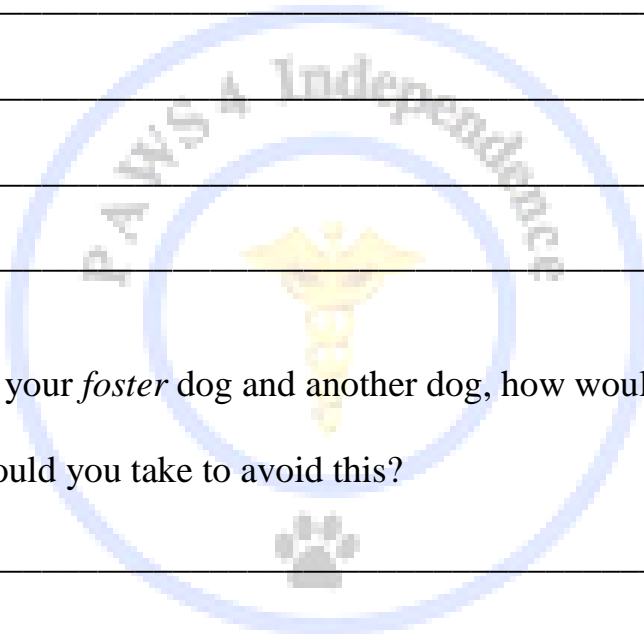 PAWS 4 Independence
your foster dog and another dog, how woul
ould you take to avoid this?